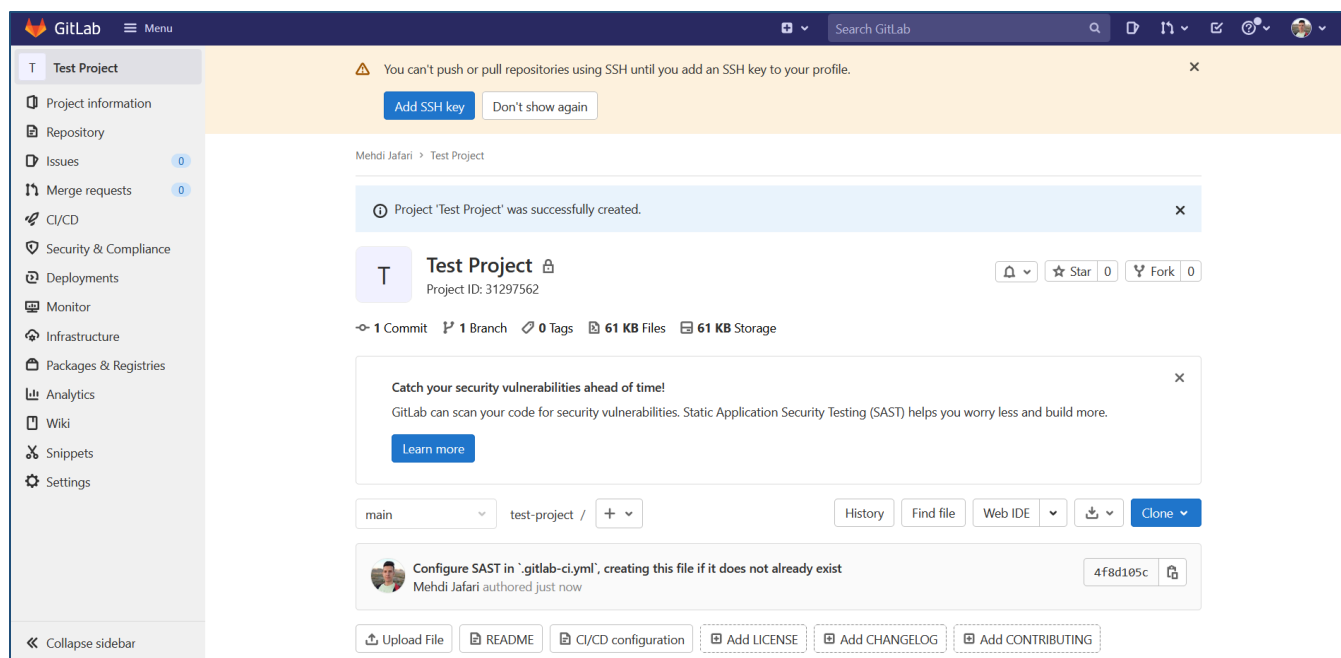 GitLab Menu Search GitLab
T Test Project
Project information
Repository
Issues 0
Merge requests 0
CI/CD
Security & Compliance
Deployments
Monitor
Infrastructure
Packages & Registries
Analytics
Wiki
Snippets
Settings
Collapse sidebar
You can't push or pull repositories using SSH until you add an SSH key to your profile.
Add SSH key Don't show again
Mehdi Jafari > Test Project
Project 'Test Project' was successfully created.
T
Test Project
Project ID: 31297562
Star 0 Fork 0
1 Commit 1 Branch 0 Tags 61 KB Files 61 KB Storage
Catch your security vulnerabilities ahead of time!
GitLab can scan your code for security vulnerabilities. Static Application Security Testing (SAST) helps you worry less and build more.
Learn more
main test-project / + History Find file Web IDE Clone
Configure SAST in `.gitlab-ci.yml`, creating this file if it does not already exist
Mehdi Jafari authored just now
4f8d105c
Upload File README CI/CD configuration Add LICENSE Add CHANGELOG Add CONTRIBUTING